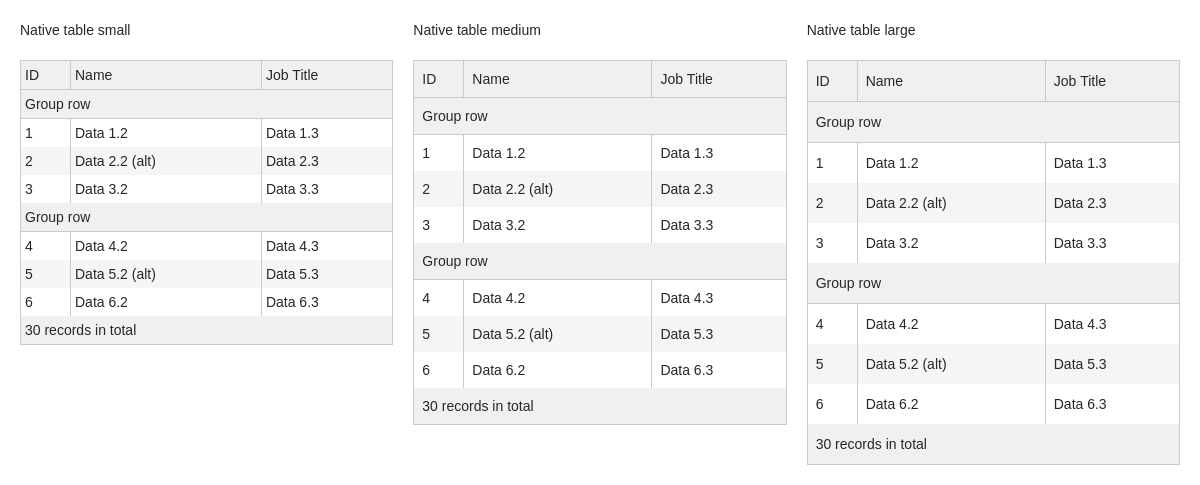 Native table small
ID Name Job Title
Group row
1 Data 1.2 Data 1.3
2 Data 2.2 (alt) Data 2.3
3 Data 3.2 Data 3.3
Group row
4 Data 4.2 Data 4.3
5 Data 5.2 (alt) Data 5.3
6 Data 6.2 Data 6.3
30 records in total
Native table medium
ID Name Job Title
Group row
1 Data 1.2 Data 1.3
2 Data 2.2 (alt) Data 2.3
3 Data 3.2 Data 3.3
Group row
4 Data 4.2 Data 4.3
5 Data 5.2 (alt) Data 5.3
6 Data 6.2 Data 6.3
30 records in total
Native table large
ID Name Job Title
Group row
1 Data 1.2 Data 1.3
2 Data 2.2 (alt) Data 2.3
3 Data 3.2 Data 3.3
Group row
4 Data 4.2 Data 4.3
5 Data 5.2 (alt) Data 5.3
6 Data 6.2 Data 6.3
30 records in total